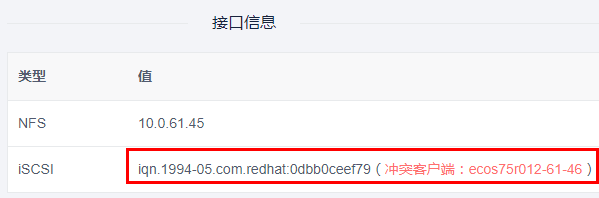 接口信息
类型 值
NFS 10.0.61.45
iSCSI iqn.1994-05.com.redhat:0dbb0ceef79 ( 冲突客户端：ecos75r012-61-46 )